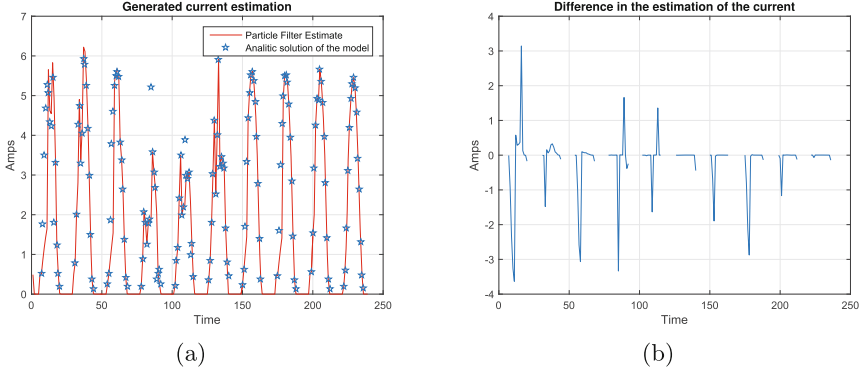 Generated current estimation
7
6
5
4
3
2
1
0
Amps
Particle Filter Estimate
Analitic solution of the model
0 50 100 150 200 250
Time
(a)
Difference in the estimation of the current
4
3
2
1
0
-1
-2
-3
-4
Amps
0 50 100 150 200 250
Time
(b)